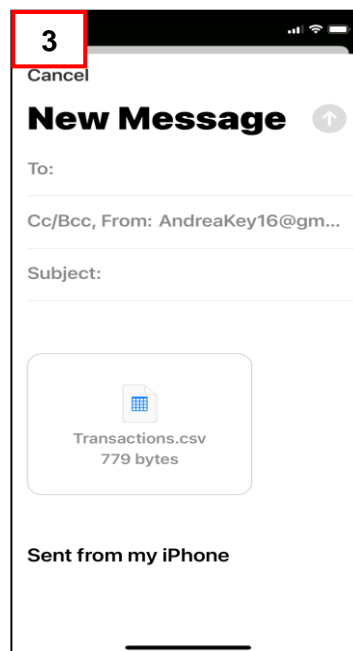 3
Cancel
New Message
To:
Cc/Bcc, From: AndreaKey16@gm...
Subject:
Transactions.csv
779 bytes
Sent from my iPhone